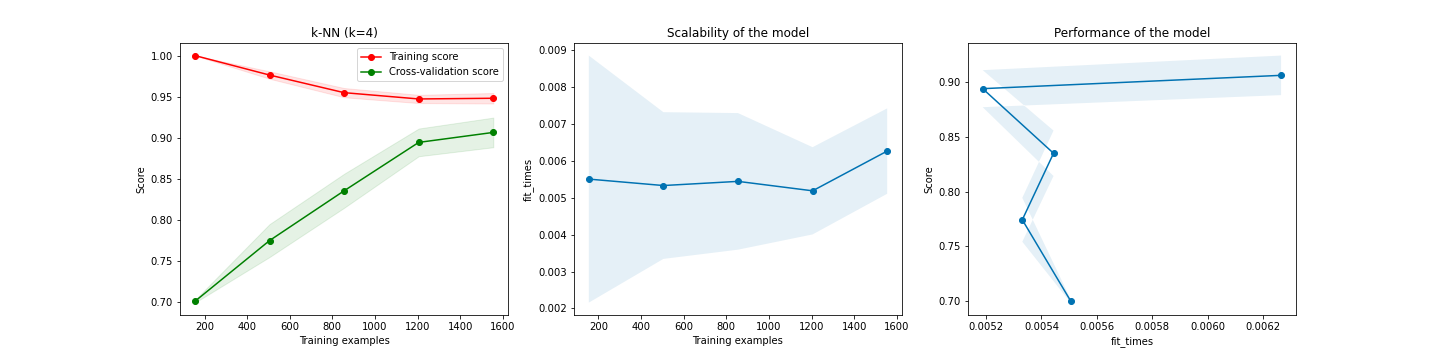 k-NN (k=4)
Training score
Cross-validation score
1.00
0.95
0.90
0.85
0.80
0.75
0.70
Score
200 400 600 800 1000 1200 1400 1600
Training examples
Scalability of the model
0.009
0.008
0.007
0.006
0.005
0.004
0.003
0.002
fit_times
200 400 600 800 1000 1200 1400 1600
Training examples
Performance of the model
0.90
0.85
0.80
0.75
0.70
Score
0.0052 0.0054 0.0056 0.0058 0.0060 0.0062
fit_times